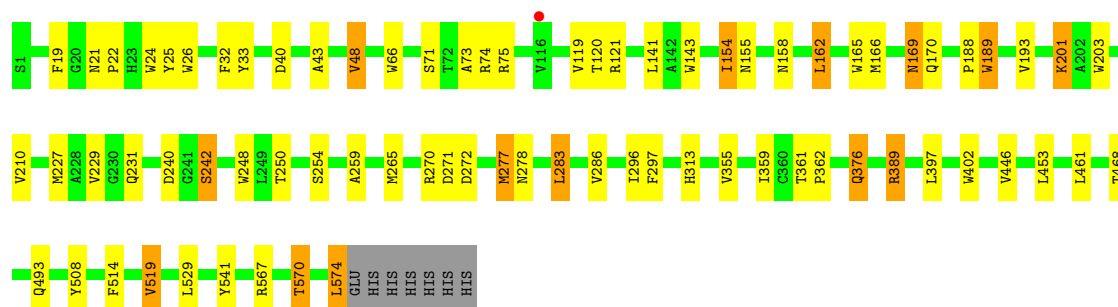 S1 F19 G20 N21 P22 H23 W24 Y25 W26 F32 Y33 D40 A43 V48 W66 S71 T72 A73 R74 R75 V116 V119 T120 R121 L141 A142 W143 I154 N155 N158 L162 W165 M166 N169 Q170 P188 W189 V193 K201 A202 W203
V210 M227 A228 V229 G230 Q231 D240 G241 S242 W248 L249 T250 S254 A259 M265 R270 D271 D272 M277 N278 L283 V286 I296 F297 H313 V355 I359 C360 T361 P362 Q376 R389 L397 W402 V446 L453 L461 T468
Q493 Y508 F514 V519 L529 Y541 R567 T570 L574 GLU HIS HIS HIS HIS HIS